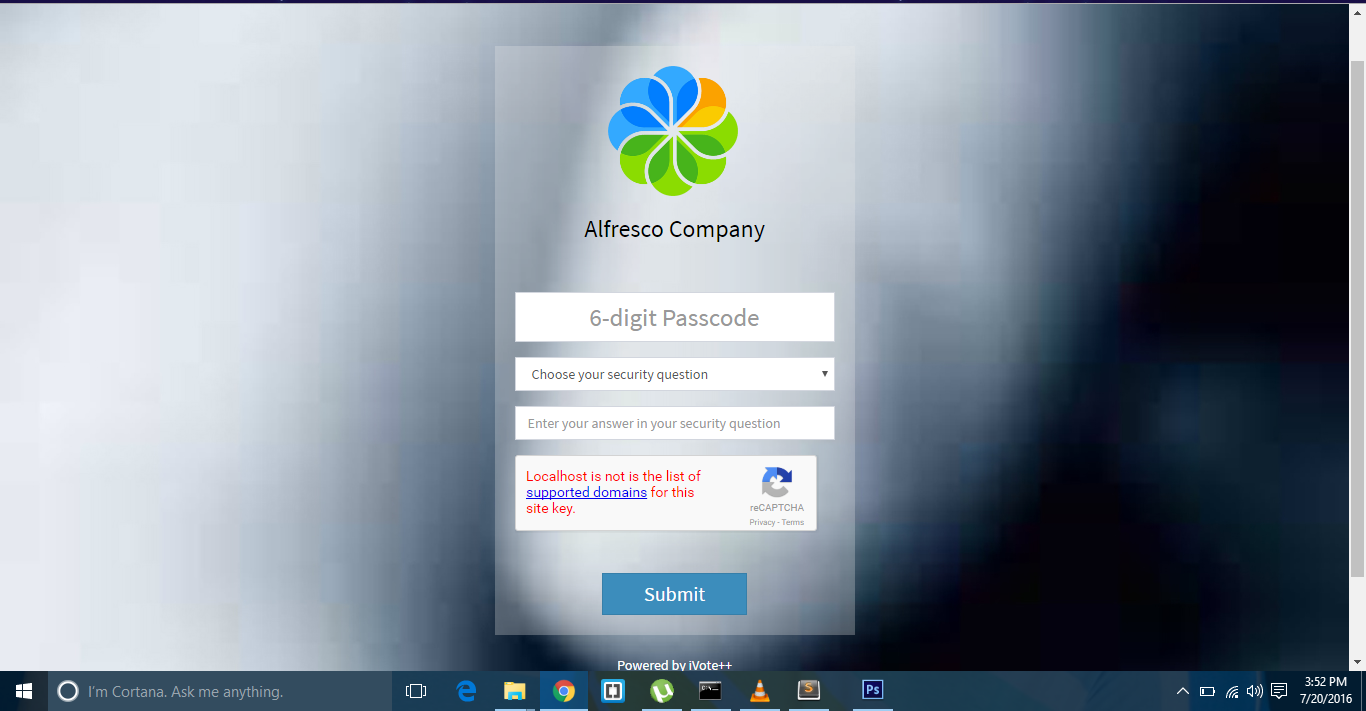 Alfresco Company
6-digit Passcode
Choose your security question
Enter your answer in your security question
Localhost is not is the list of
supported domains for this
site key.
reCAPTCHA
Privacy - Terms
Submit
Powered by iVote++
I'm Cortana. Ask me anything.
Ps
3:52 PM
7/20/2016